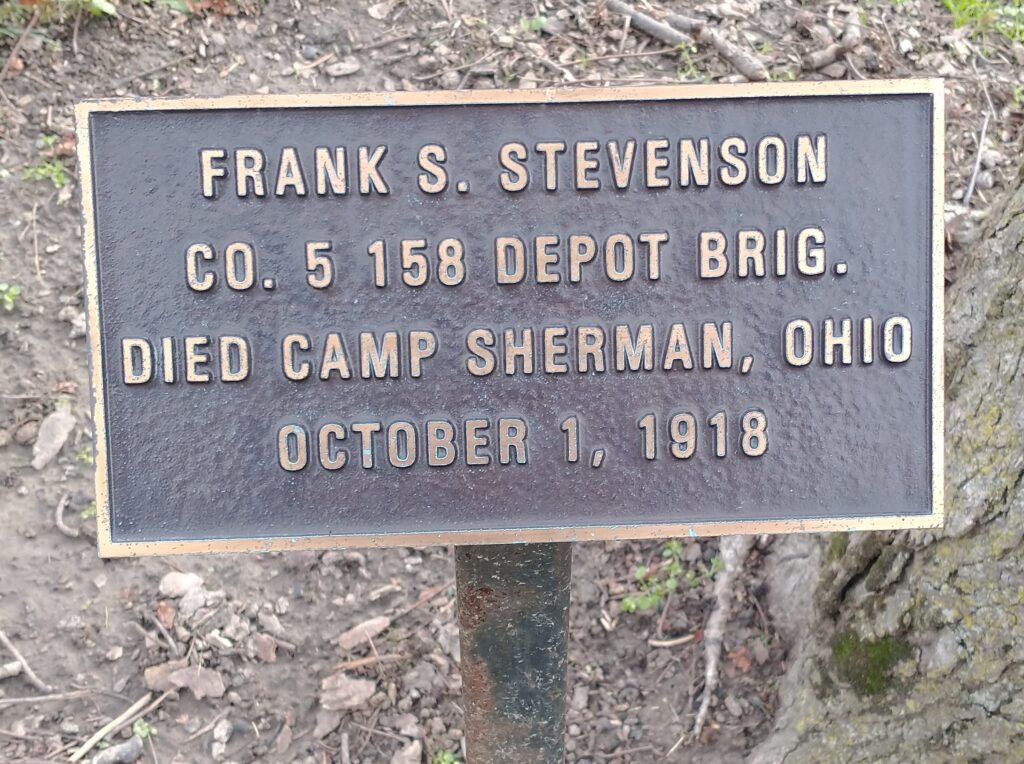 FRANK S. STEVENSON
CO. 5 158 DEPOT BRIG.
DIED CAMP SHERMAN, OHIO
OCTOBER 1, 1918